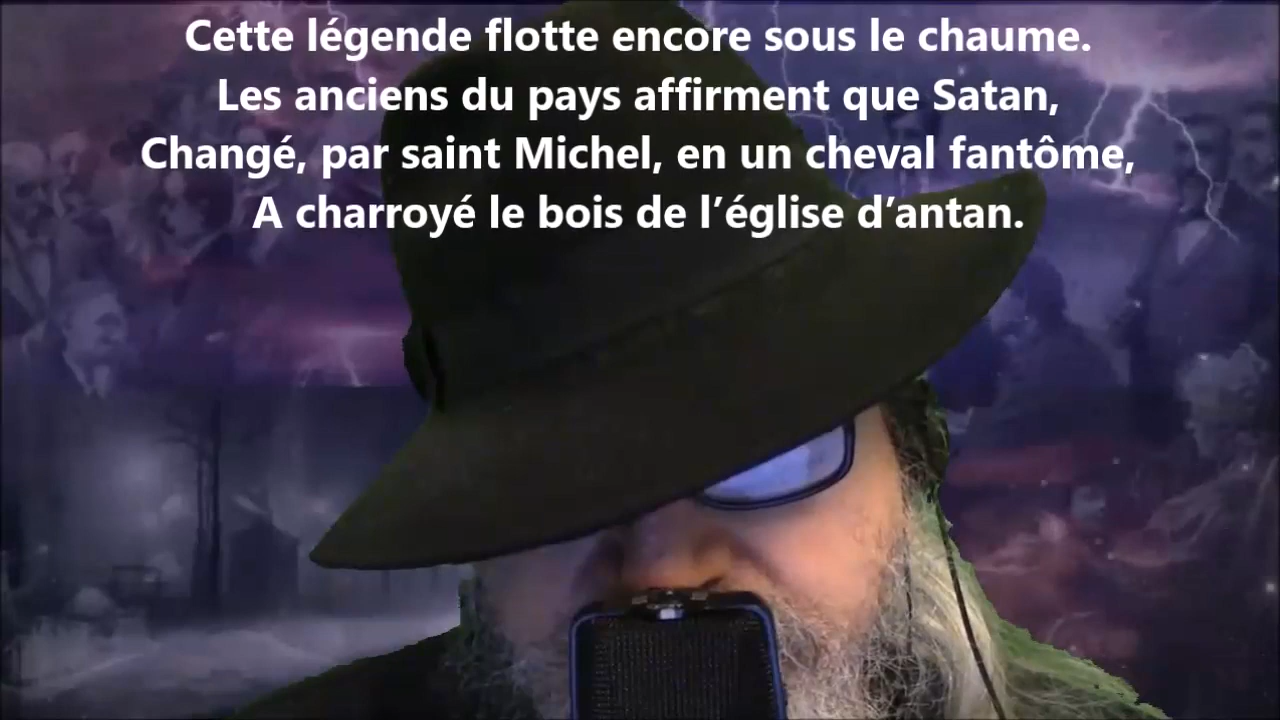 Cette légende flotte encore sous le chaume.
Les anciens du pays affirment que Satan,
Changé, par saint Michel, en un cheval fantôme,
A charroyé le bois de l’église d’antan.